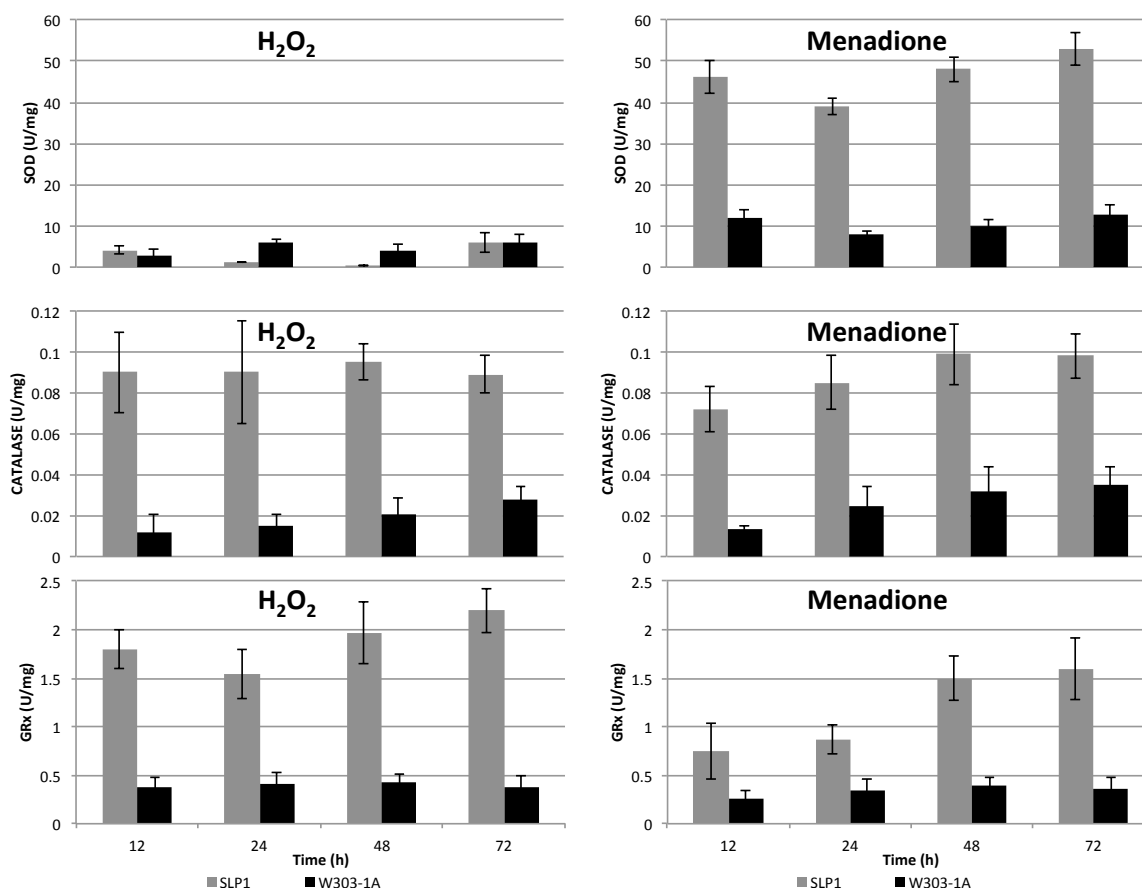 H₂O₂
SOD (U/mg)
60
50
40
30
20
10
0
Menadione
SOD (U/mg)
60
50
40
30
20
10
0
H₂O₂
CATALASE (U/mg)
0.12
0.1
0.08
0.06
0.04
0.02
0
Menadione
CATALASE (U/mg)
0.12
0.1
0.08
0.06
0.04
0.02
0
H₂O₂
GRx (U/mg)
2.5
2
1.5
1
0.5
0
12 24 48 72
Time (h)
SLP1 W303-1A
Menadione
GRx (U/mg)
2.5
2
1.5
1
0.5
0
12 24 48 72
Time (h)
SLP1 W303-1A